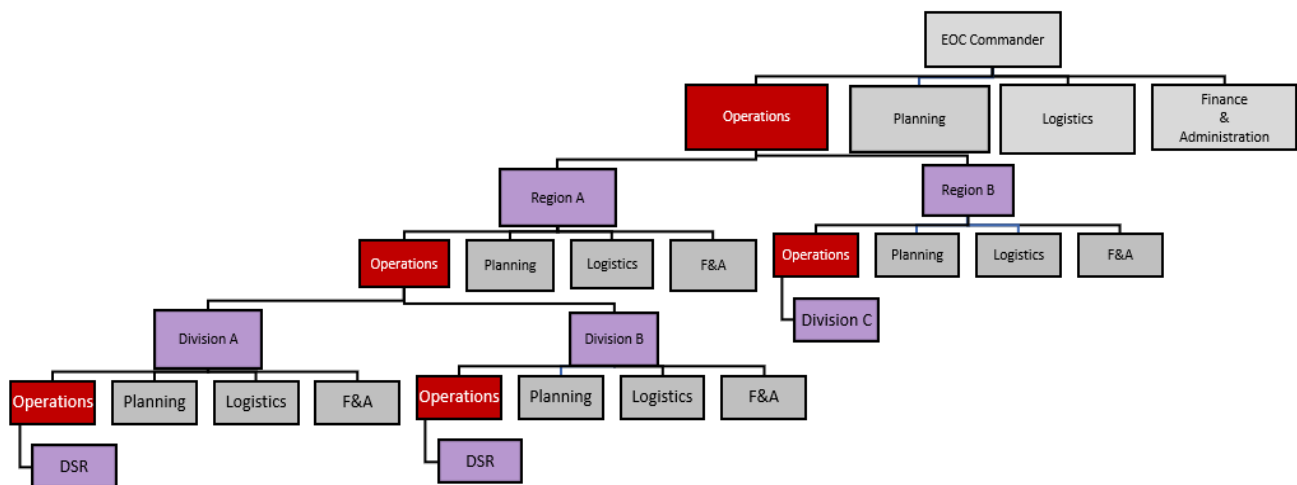 EOC Commander
Operations
Planning
Logistics
Finance
&
Administration
Region A
Region B
Operations
Planning
Logistics
F&A
Operations
Planning
Logistics
F&A
Division A
Division B
Division C
Operations
Planning
Logistics
F&A
Operations
Planning
Logistics
F&A
DSR
DSR